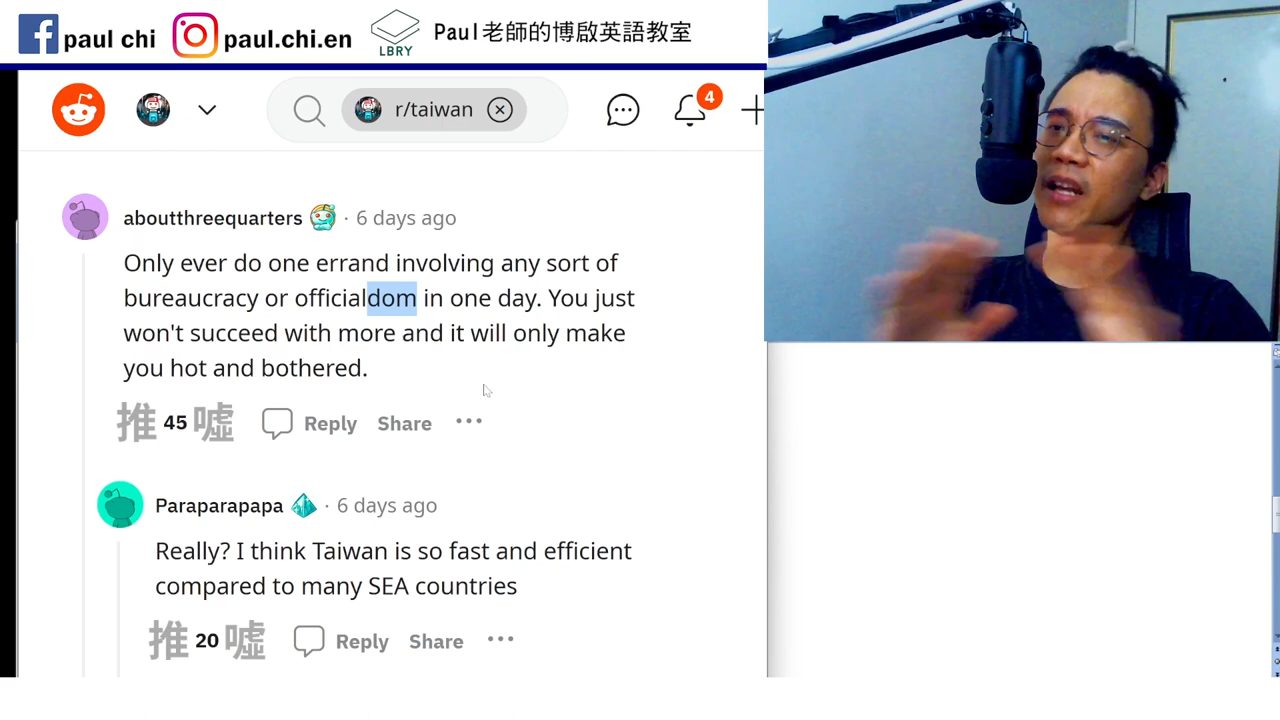 paul chi
paul.chi.en
LBRY
Paul老師的博啟英語教室
r/taiwan
4
aboutthreequarters · 6 days ago
Only ever do one errand involving any sort of
bureaucracy or officialdom in one day. You just
won't succeed with more and it will only make
you hot and bothered.
推 45 噓 Reply Share
Paraparapapa · 6 days ago
Really? I think Taiwan is so fast and efficient
compared to many SEA countries
推 20 噓 Reply Share